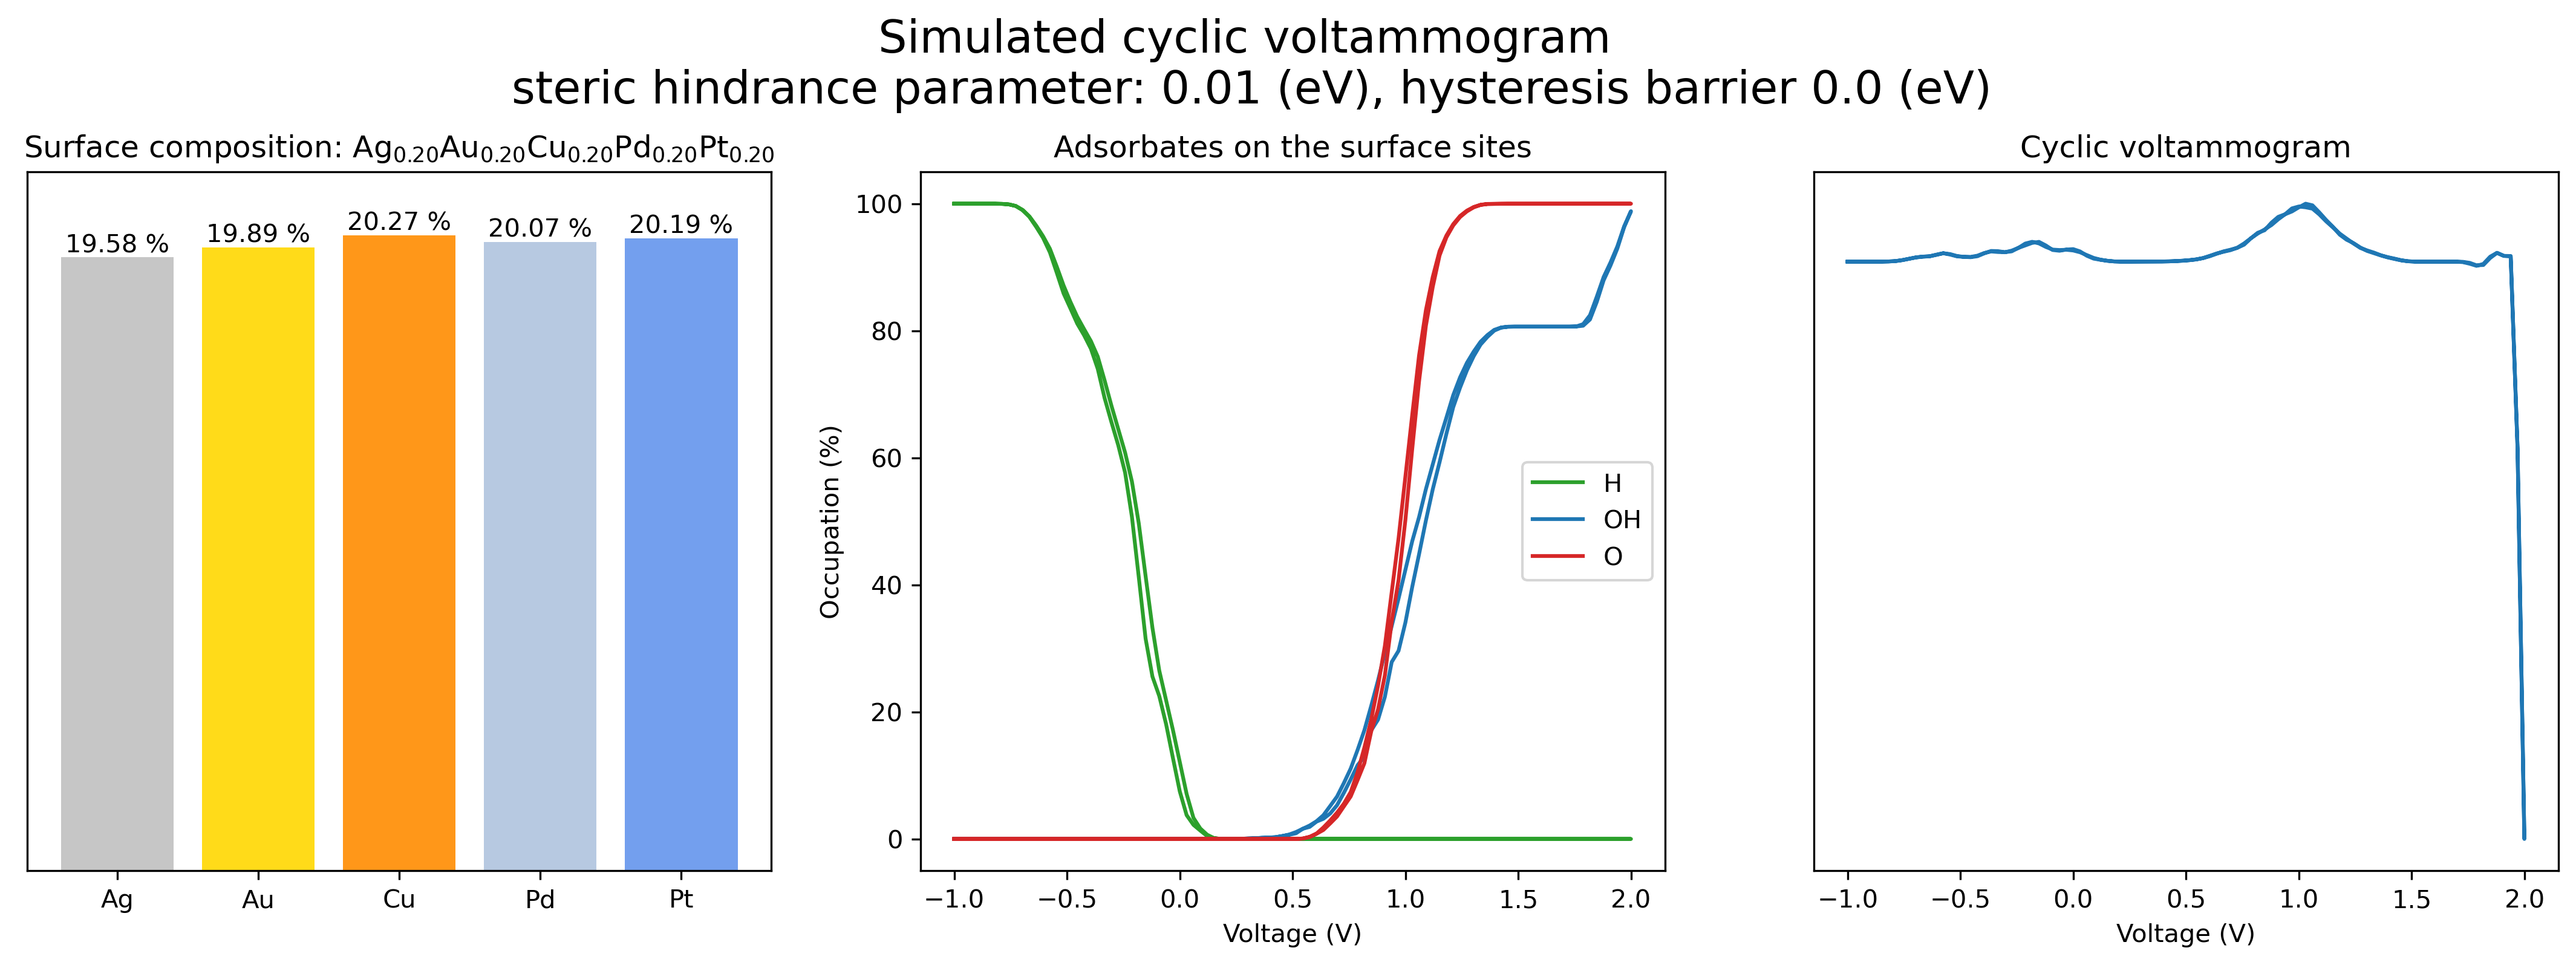 Simulated cyclic voltammogram
steric hindrance parameter: 0.01 (eV), hysteresis barrier 0.0 (eV)
Surface composition: Ag0.20Au0.20Cu0.20Pd0.20Pt0.20
19.58 %
19.89 %
20.27 %
20.07 %
20.19 %
Ag
Au
Cu
Pd
Pt
Adsorbates on the surface sites
Occupation (%)
100
80
60
40
20
0
H
OH
O
−1.0
−0.5
0.0
0.5
1.0
1.5
2.0
Voltage (V)
Cyclic voltammogram
−1.0
−0.5
0.0
0.5
1.0
1.5
2.0
Voltage (V)